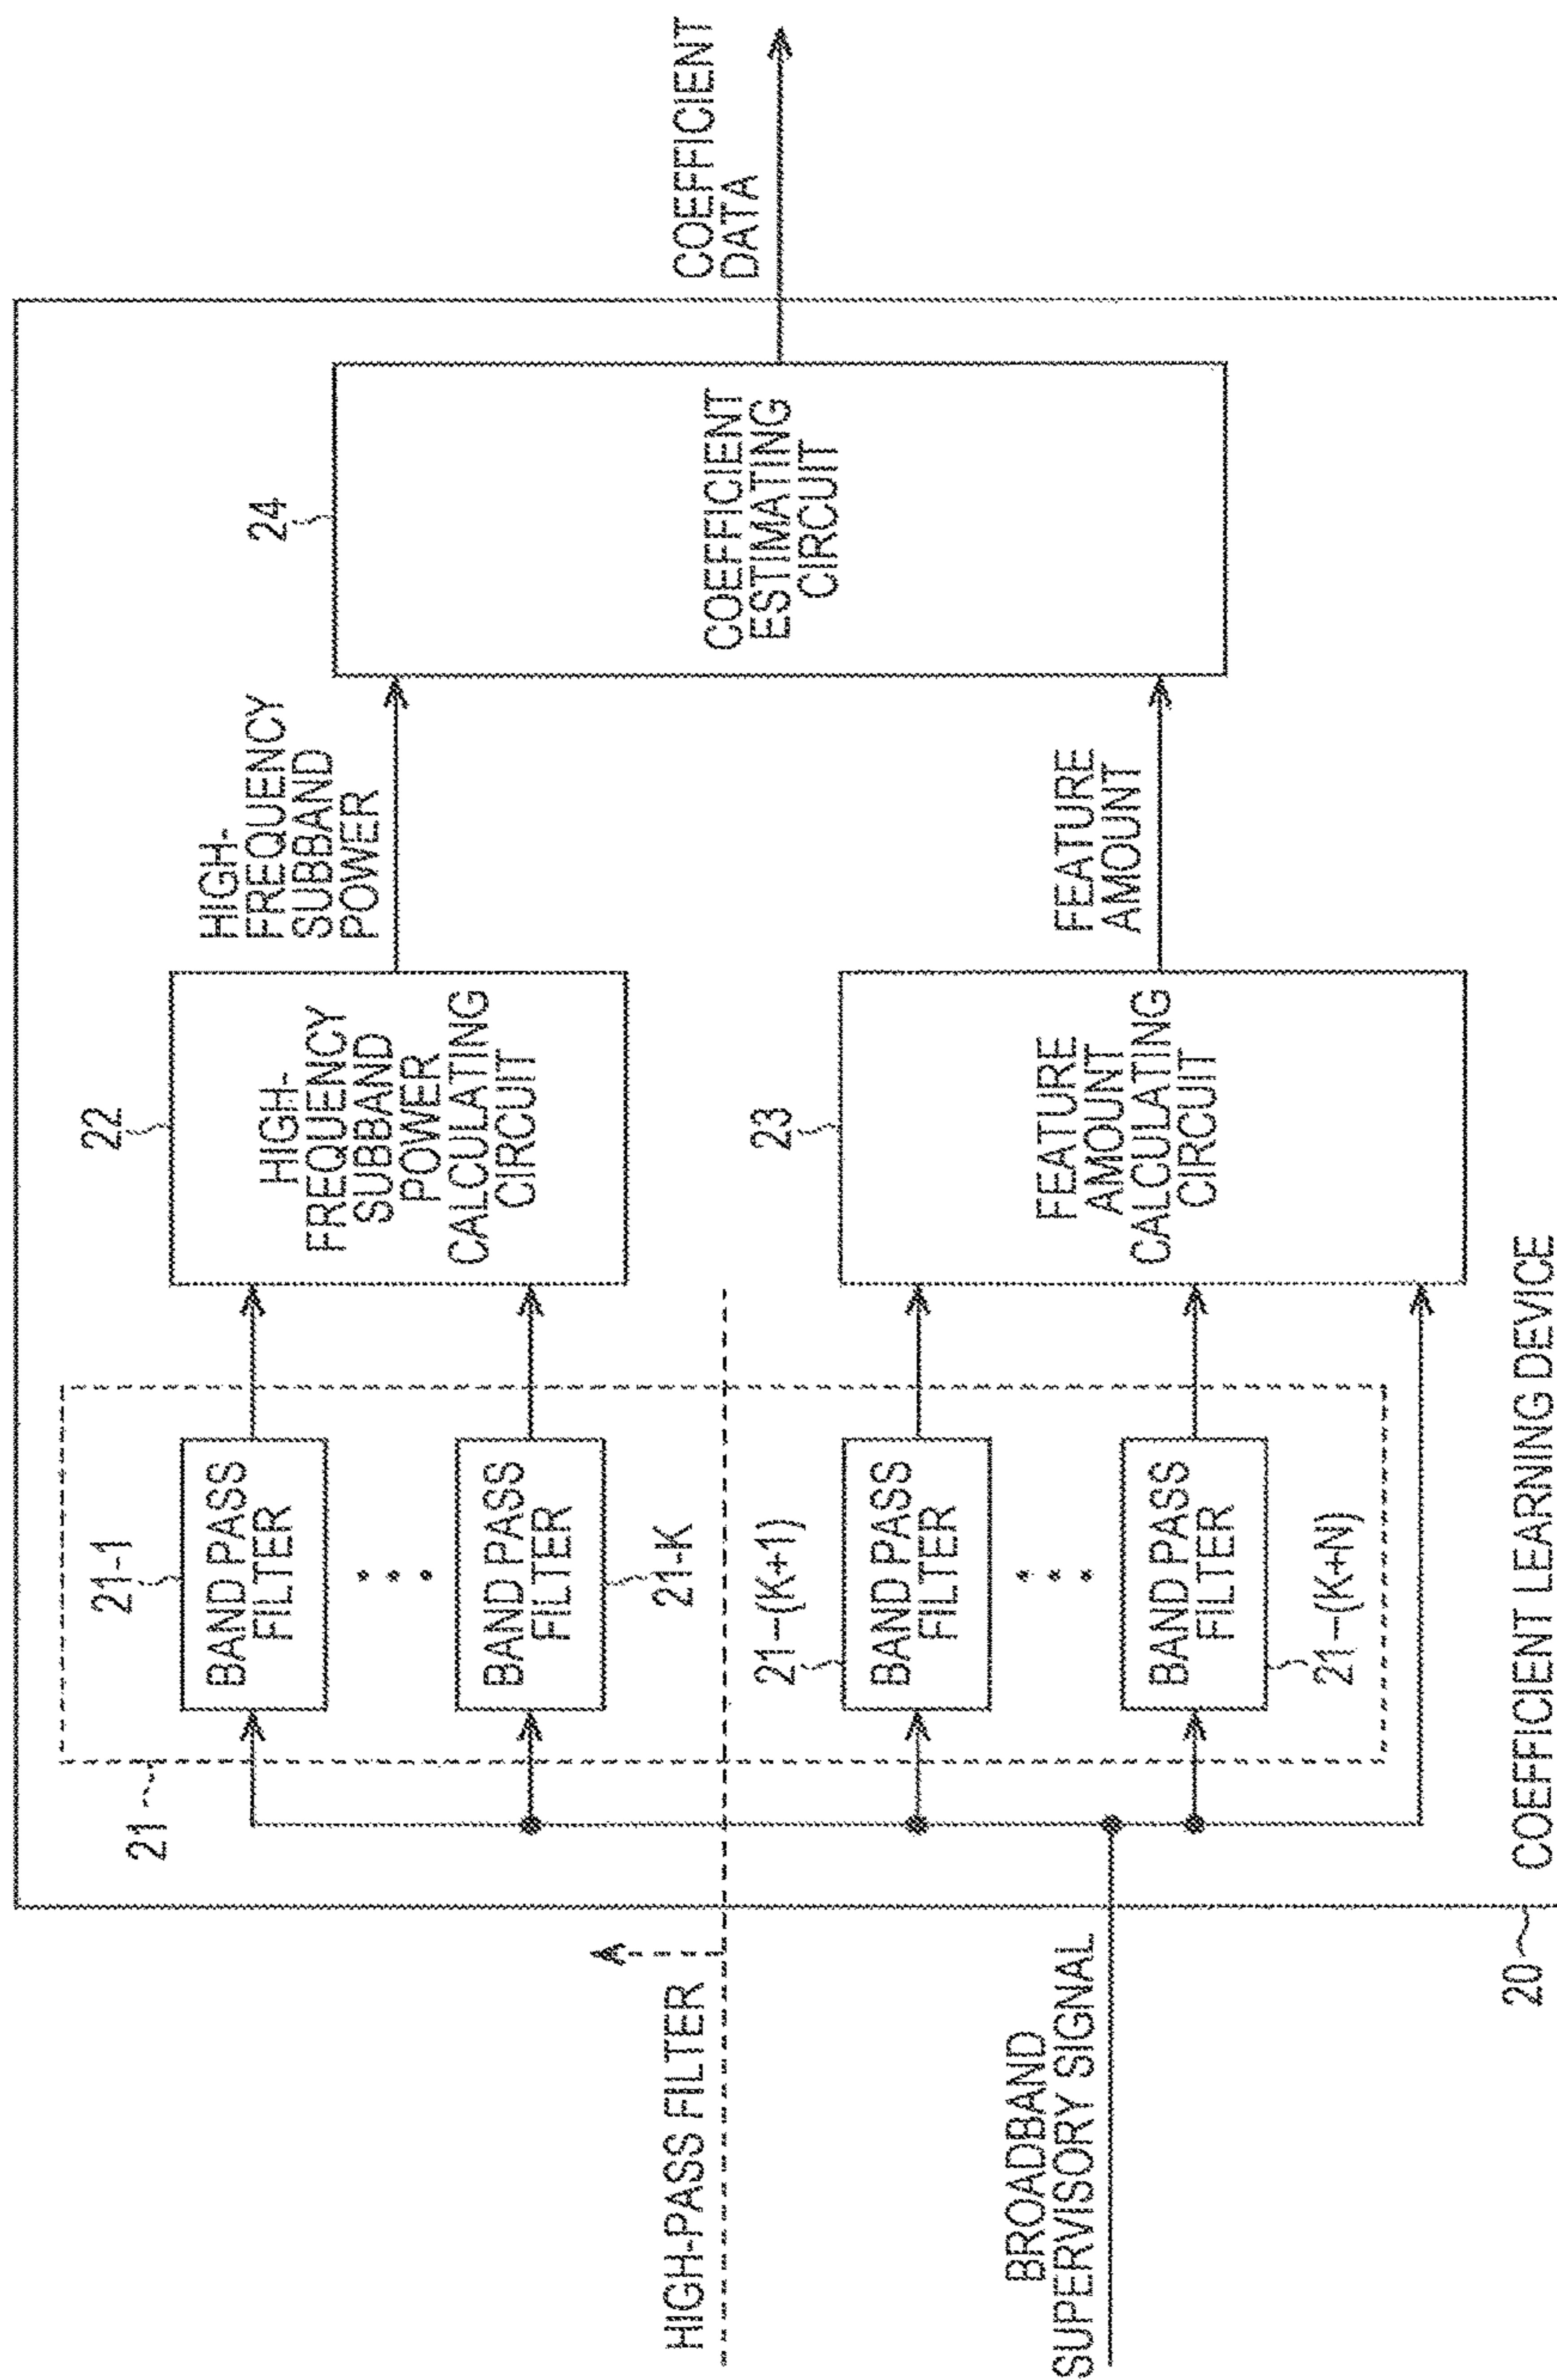 HIGH-PASS FILTER
BROADBAND
SUPERVISORY SIGNAL
20
21
21-1
BAND PASS
FILTER
BAND PASS
FILTER
21-K
21-(K+1)
BAND PASS
FILTER
BAND PASS
FILTER
21-(K+N)
22
HIGH-
FREQUENCY
SUBBAND
POWER
CALCULATING
CIRCUIT
23
FEATURE
AMOUNT
CALCULATING
CIRCUIT
HIGH-
FREQUENCY
SUBBAND
POWER
FEATURE
AMOUNT
24
COEFFICIENT
ESTIMATING
CIRCUIT
COEFFICIENT
DATA
COEFFICIENT LEARNING DEVICE